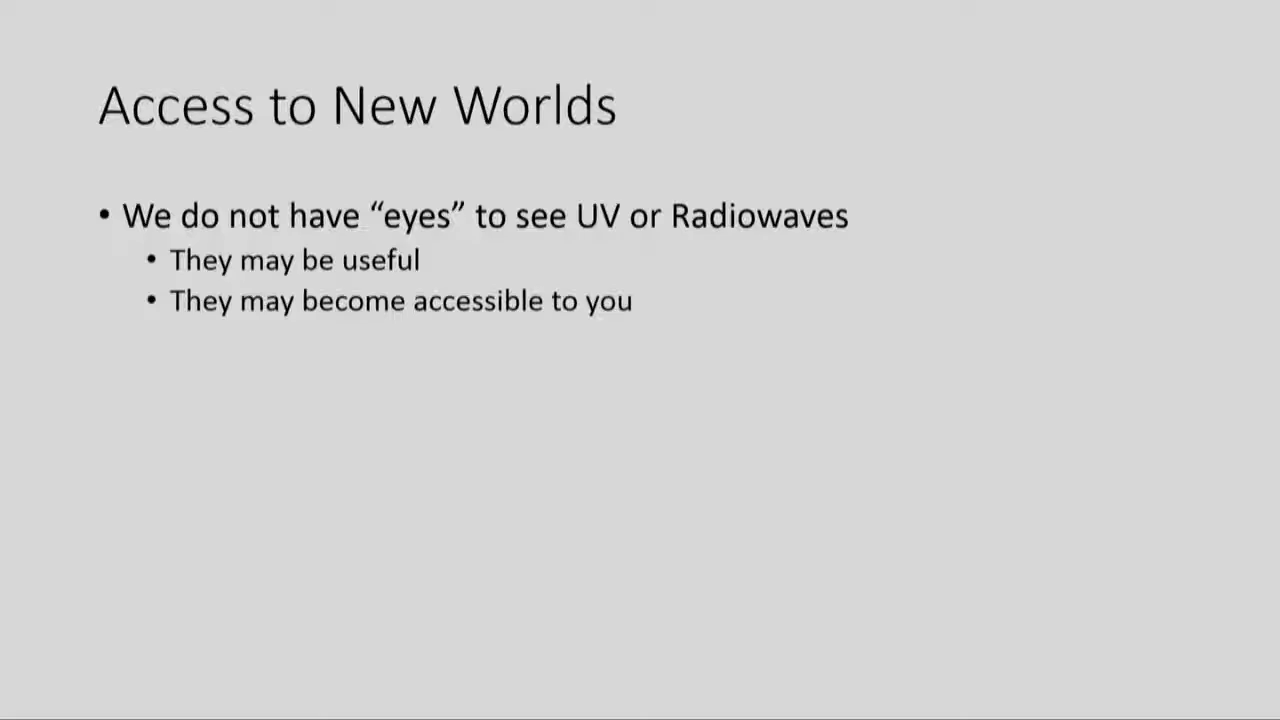 Access to New Worlds
• We do not have “eyes” to see UV or Radiowaves
• They may be useful
• They may become accessible to you